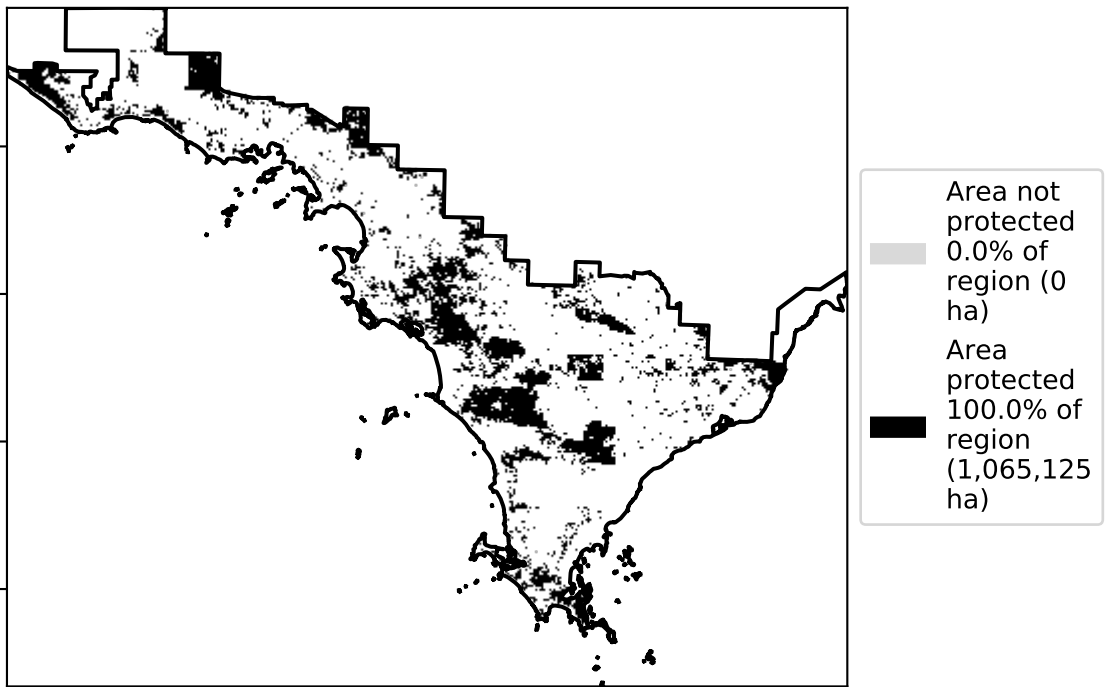 Area not
protected
0.0% of
region (0
ha)
Area
protected
100.0% of
region
(1,065,125
ha)